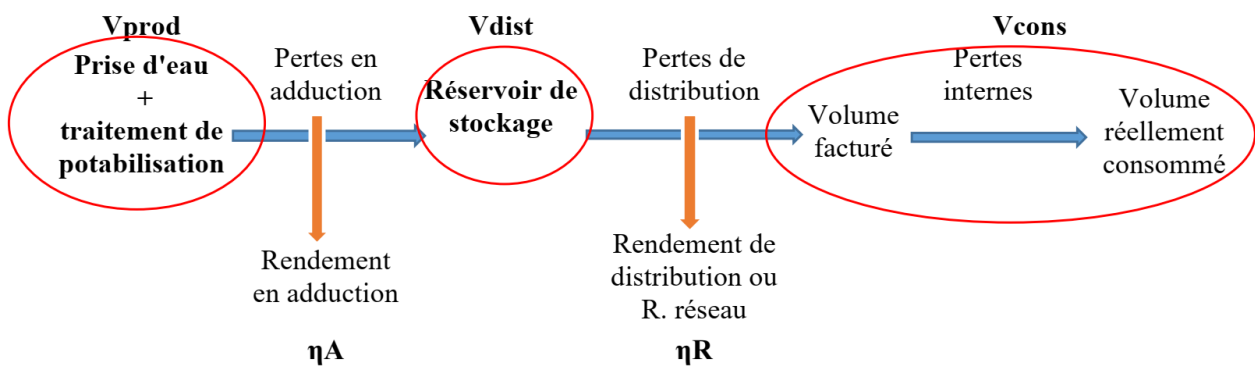 Vprod
Prise d'eau
+
traitement de
potabilisation
Pertes en
adduction
Rendement
en adduction
ηA
Vdist
Réservoir de
stockage
Pertes de
distribution
Rendement de
distribution ou
R. réseau
ηR
Vcons
Pertes
internes
Volume
facturé
Volume
réellement
consommé